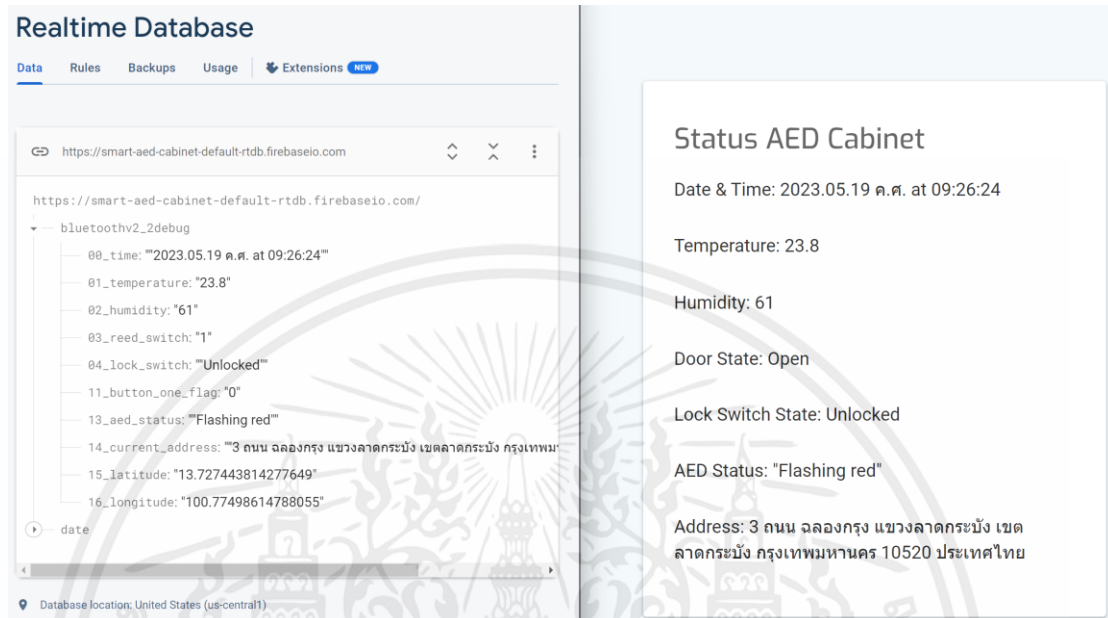 Realtime Database
Data Rules Backups Usage Extensions NEW
https://smart-aed-cabinet-default-rtdb.firebaseio.com
https://smart-aed-cabinet-default-rtdb.firebaseio.com/
bluetoothv2_2debug
00_time: ""2023.05.19 ค.ศ. at 09:26:24""
01_temperature: "23.8"
02_humidity: "61"
03_reed_switch: "1"
04_lock_switch: ""Unlocked""
11_button_one_flag: "0"
13_aed_status: ""Flashing red""
14_current_address: ""3 ถนน ฉลองกรุง แขวงลาดกระบัง เขตลาดกระบัง กรุงเทพม
15_latitude: "13.727443814277649"
16_longitude: "100.77498614788055"
date
Database location: United States (us-central1)
Status AED Cabinet
Date & Time: 2023.05.19 ค.ศ. at 09:26:24
Temperature: 23.8
Humidity: 61
Door State: Open
Lock Switch State: Unlocked
AED Status: "Flashing red"
Address: 3 ถนน ฉลองกรุง แขวงลาดกระบัง เขต
ลาดกระบัง กรุงเทพมหานคร 10520 ประเทศไทย